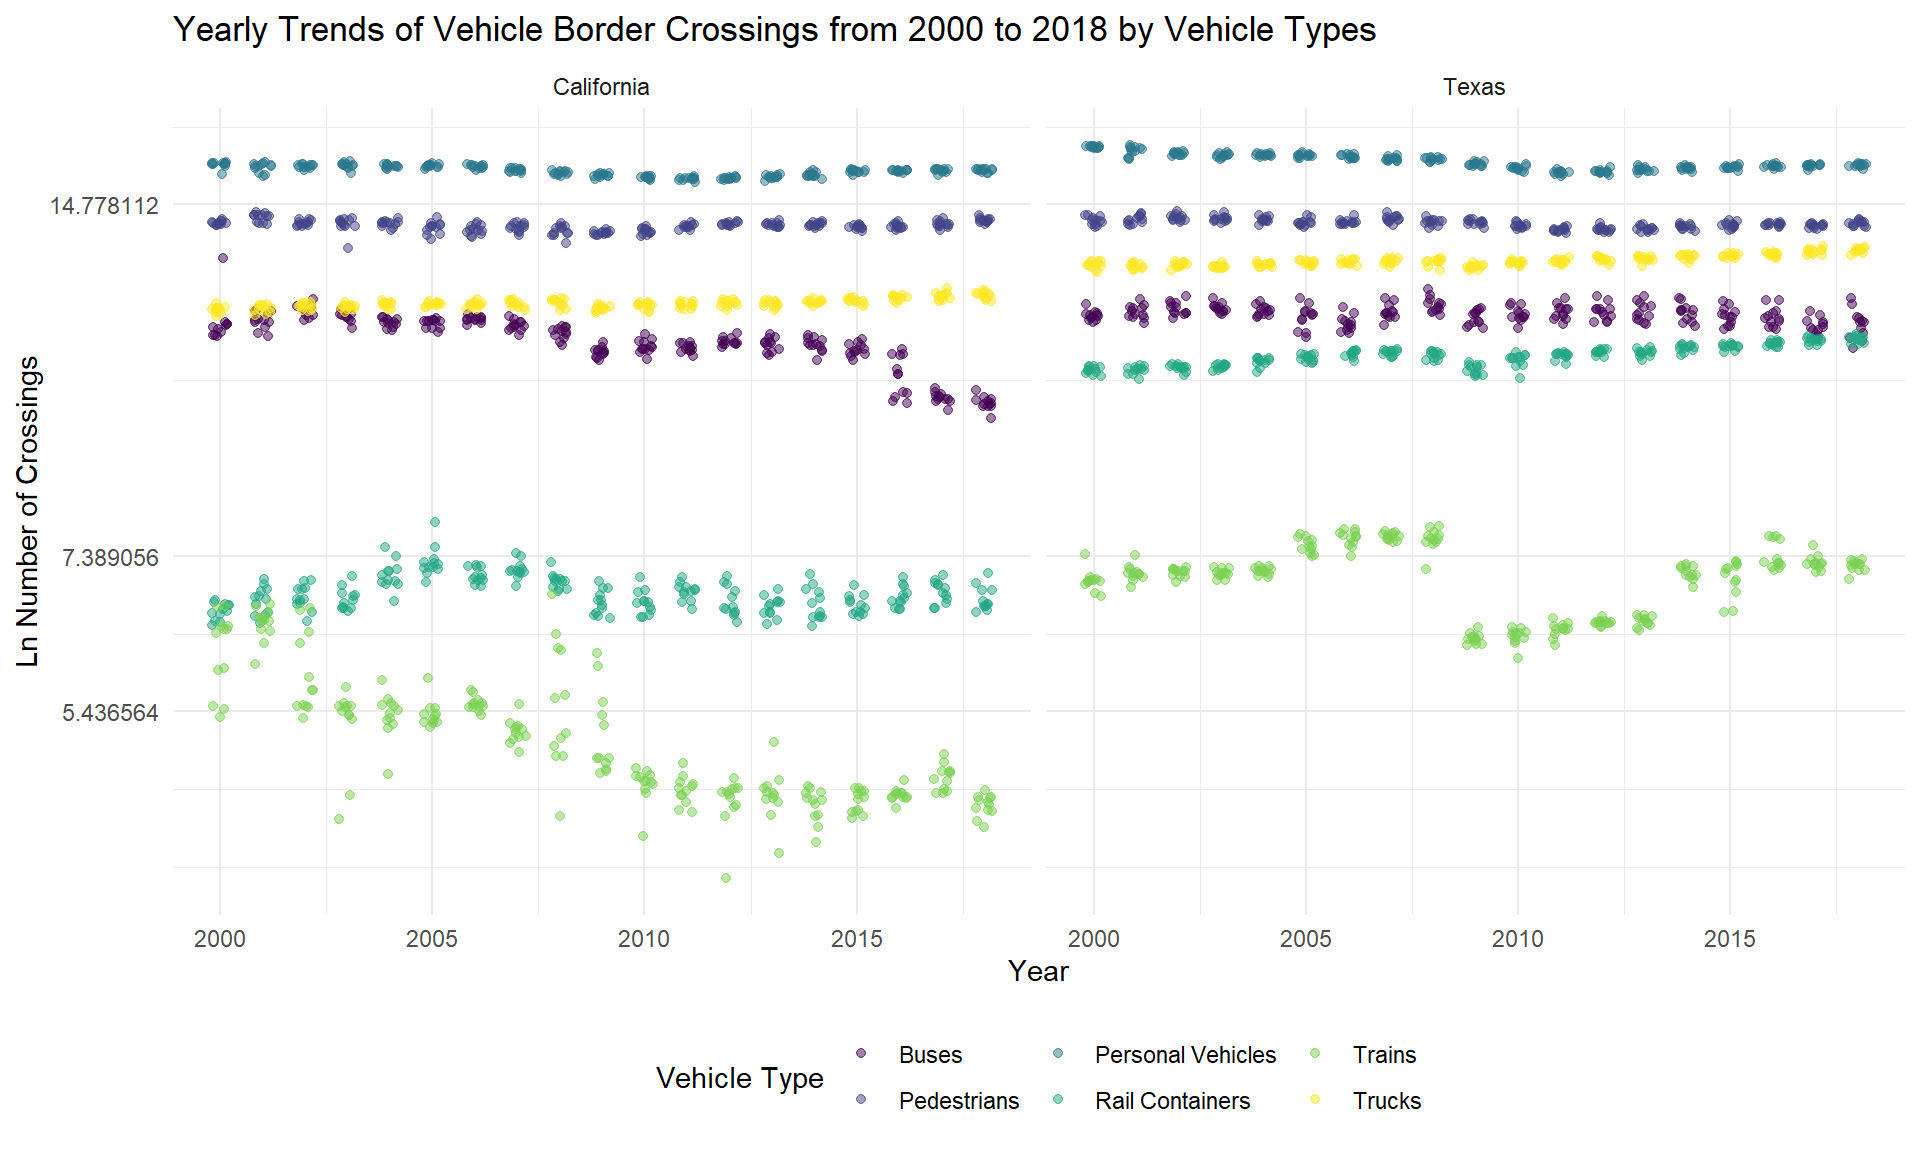 Yearly Trends of Vehicle Border Crossings from 2000 to 2018 by Vehicle Types
California
Texas
Ln Number of Crossings
14.778112
7.389056
5.436564
2000 2005 2010 2015
2000 2005 2010 2015
Year
Vehicle Type
Buses Personal Vehicles Trains
Pedestrians Rail Containers Trucks